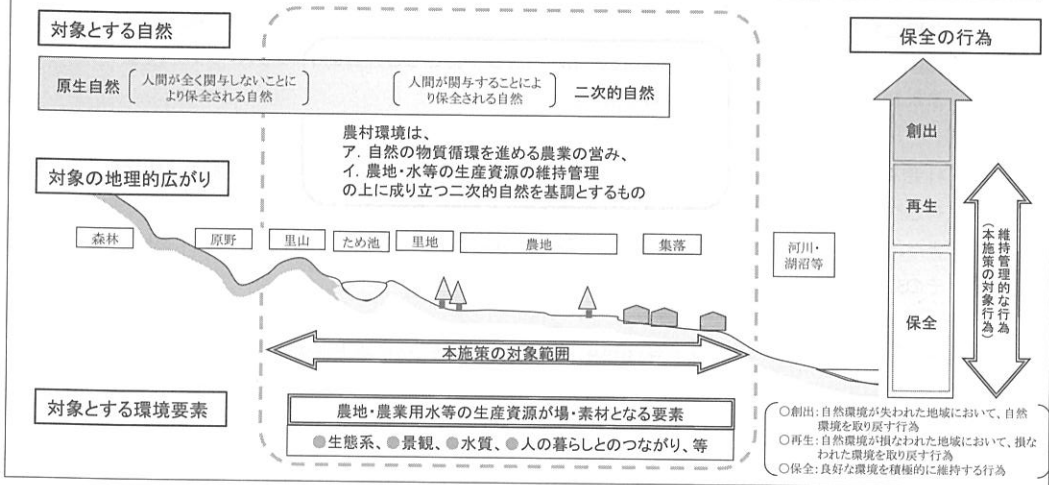 対象とする自然
原生自然
人間が全く関与しないことに
より保全される自然
人間が関与することによ
り保全される自然
二次的自然
農村環境は、
ア．自然の物質循環を進める農業の営み、
イ．農地・水等の生産資源の維持管理
の上に成り立つ二次的自然を基調とするもの
対象の地理的広がり
森林
原野
里山
ため池
里地
農地
集落
河川・
湖沼等
本施策の対象範囲
対象とする環境要素
農地・農業用水等の生産資源が場・素材となる要素
●生態系、●景観、●水質、●人の暮らしとのつながり、等
保全の行為
創出
再生
保全
維持管理的な行為
（本施策の対象行為）
○創出：自然環境が失われた地域において、自然
環境を取り戻す行為
○再生：自然環境が損なわれた地域において、損な
われた環境を取り戻す行為
○保全：良好な環境を積極的に維持する行為